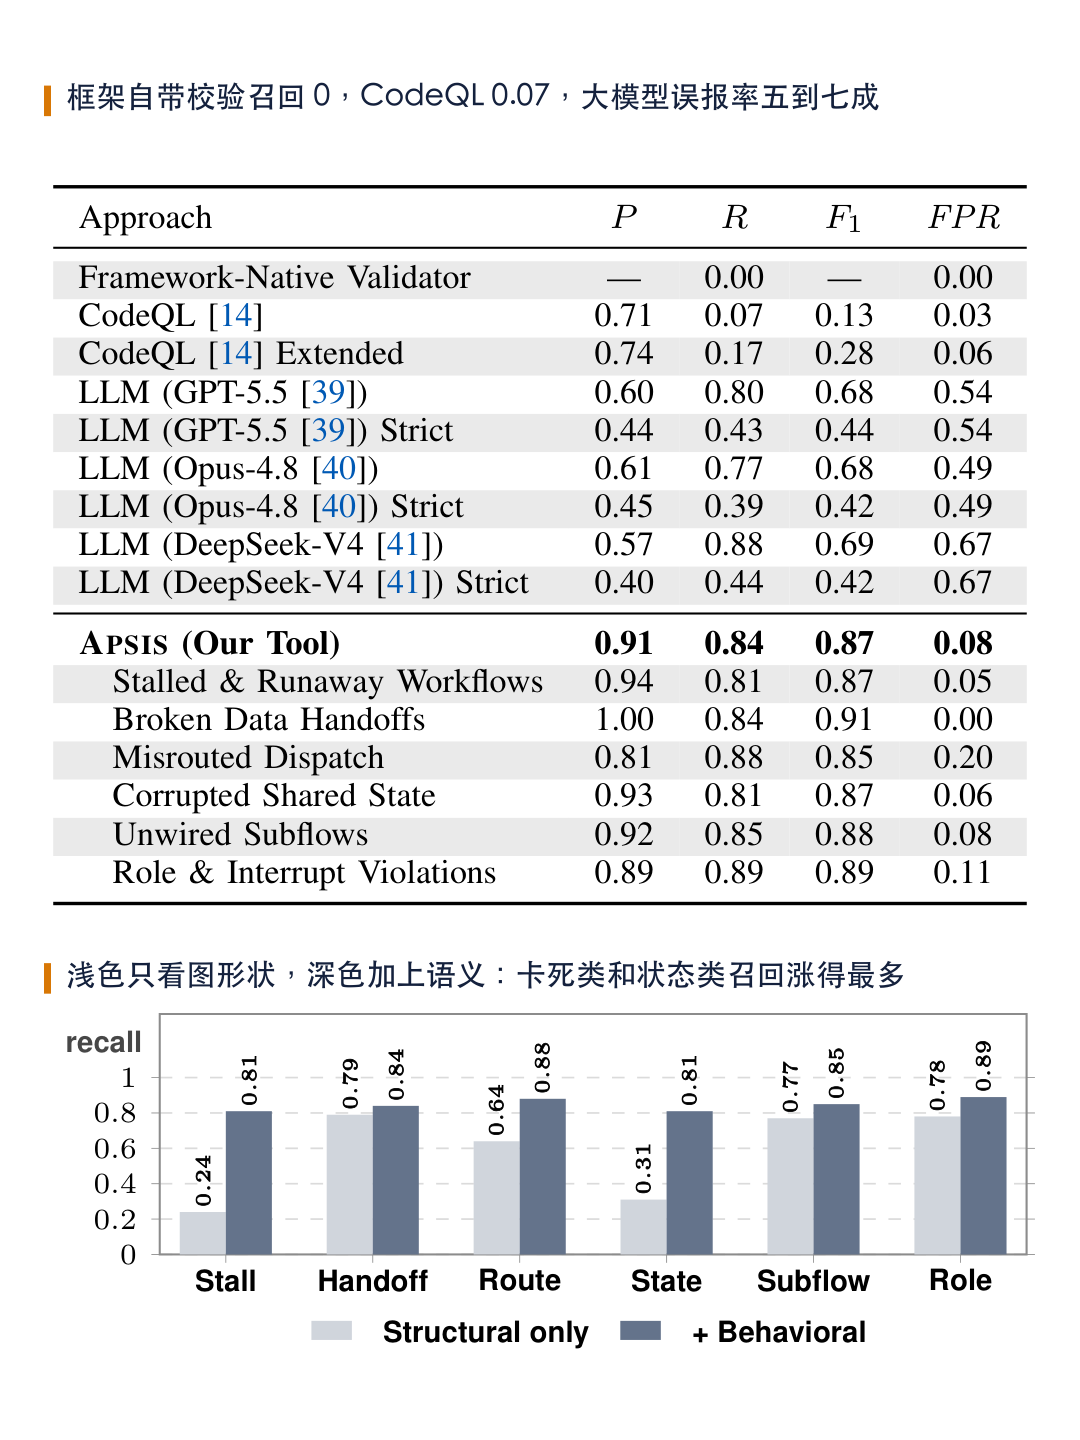 框架自带校验召回 0，CodeQL 0.07，大模型误报率五到七成
Approach P R F1 FPR
Framework-Native Validator — 0.00 — 0.00
CodeQL [14] 0.71 0.07 0.13 0.03
CodeQL [14] Extended 0.74 0.17 0.28 0.06
LLM (GPT-5.5 [39]) 0.60 0.80 0.68 0.54
LLM (GPT-5.5 [39]) Strict 0.44 0.43 0.44 0.54
LLM (Opus-4.8 [40]) 0.61 0.77 0.68 0.49
LLM (Opus-4.8 [40]) Strict 0.45 0.39 0.42 0.49
LLM (DeepSeek-V4 [41]) 0.57 0.88 0.69 0.67
LLM (DeepSeek-V4 [41]) Strict 0.40 0.44 0.42 0.67
APSIS (Our Tool) 0.91 0.84 0.87 0.08
Stalled & Runaway Workflows 0.94 0.81 0.87 0.05
Broken Data Handoffs 1.00 0.84 0.91 0.00
Misrouted Dispatch 0.81 0.88 0.85 0.20
Corrupted Shared State 0.93 0.81 0.87 0.06
Unwired Subflows 0.92 0.85 0.88 0.08
Role & Interrupt Violations 0.89 0.89 0.89 0.11
浅色只看图形状，深色加上语义：卡死类和状态类召回涨得最多
recall
1
0.8
0.6
0.4
0.2
0
0.24 0.81 0.79 0.84 0.64 0.88 0.31 0.81 0.77 0.85 0.78 0.89
Stall Handoff Route State Subflow Role
Structural only + Behavioral